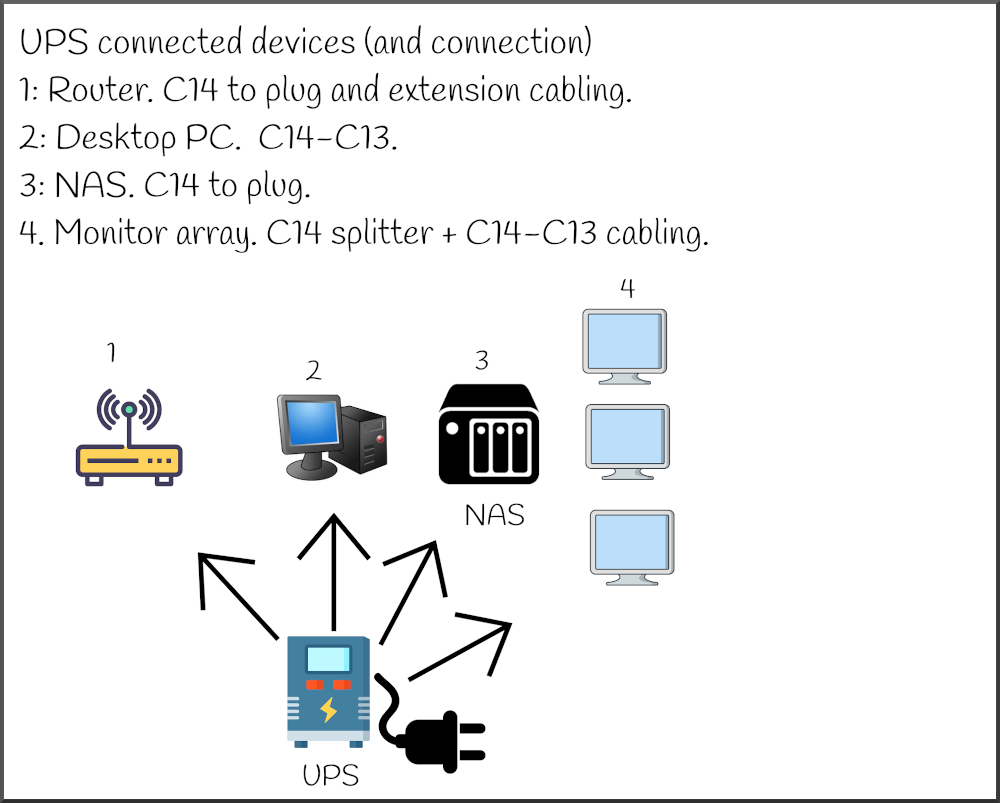 UPS connected devices (and connection)
1: Router. C14 to plug and extension cabling.
2: Desktop PC. C14-C13.
3: NAS. C14 to plug.
4. Monitor array. C14 splitter + C14-C13 cabling.
4
1
2
3
NAS
UPS